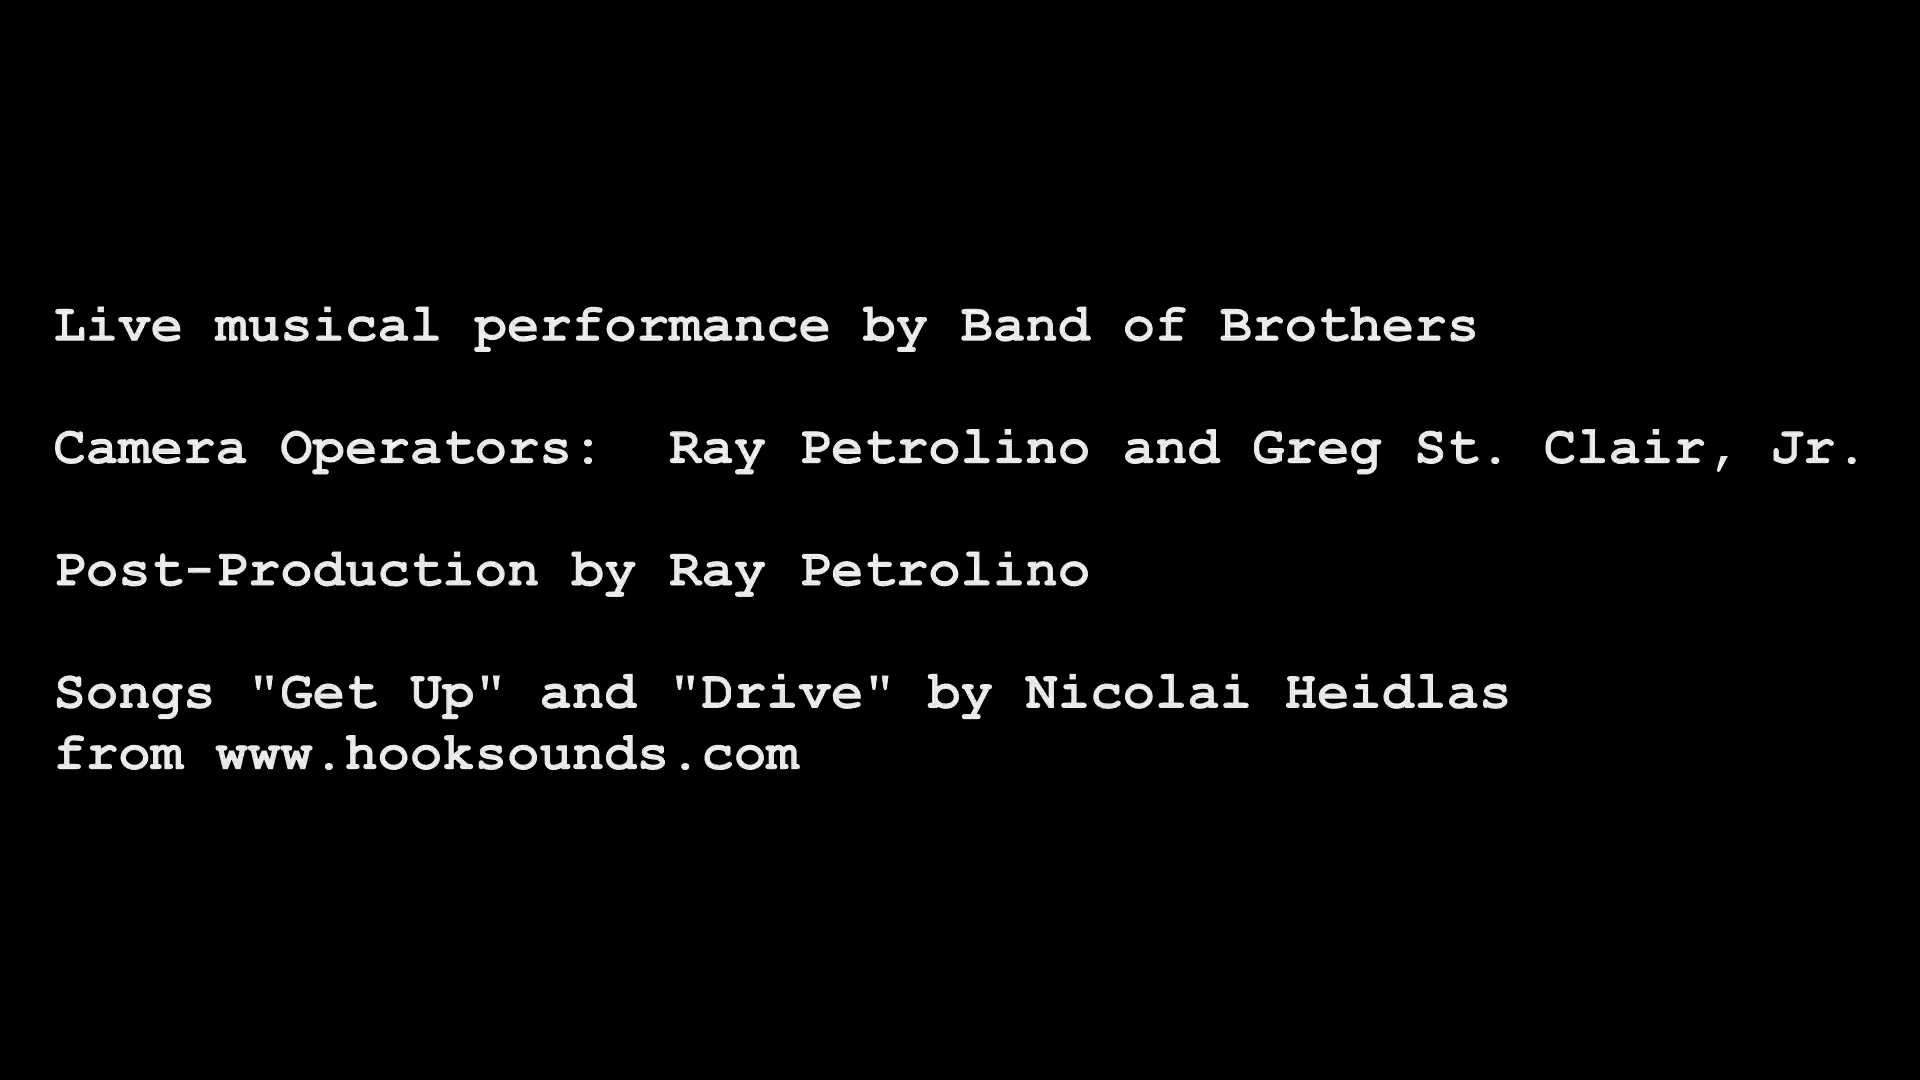 Live musical performance by Band of Brothers
Camera Operators:  Ray Petrolino and Greg St. Clair, Jr.
Post-Production by Ray Petrolino
Songs "Get Up" and "Drive" by Nicolai Heidlas
from www.hooksounds.com